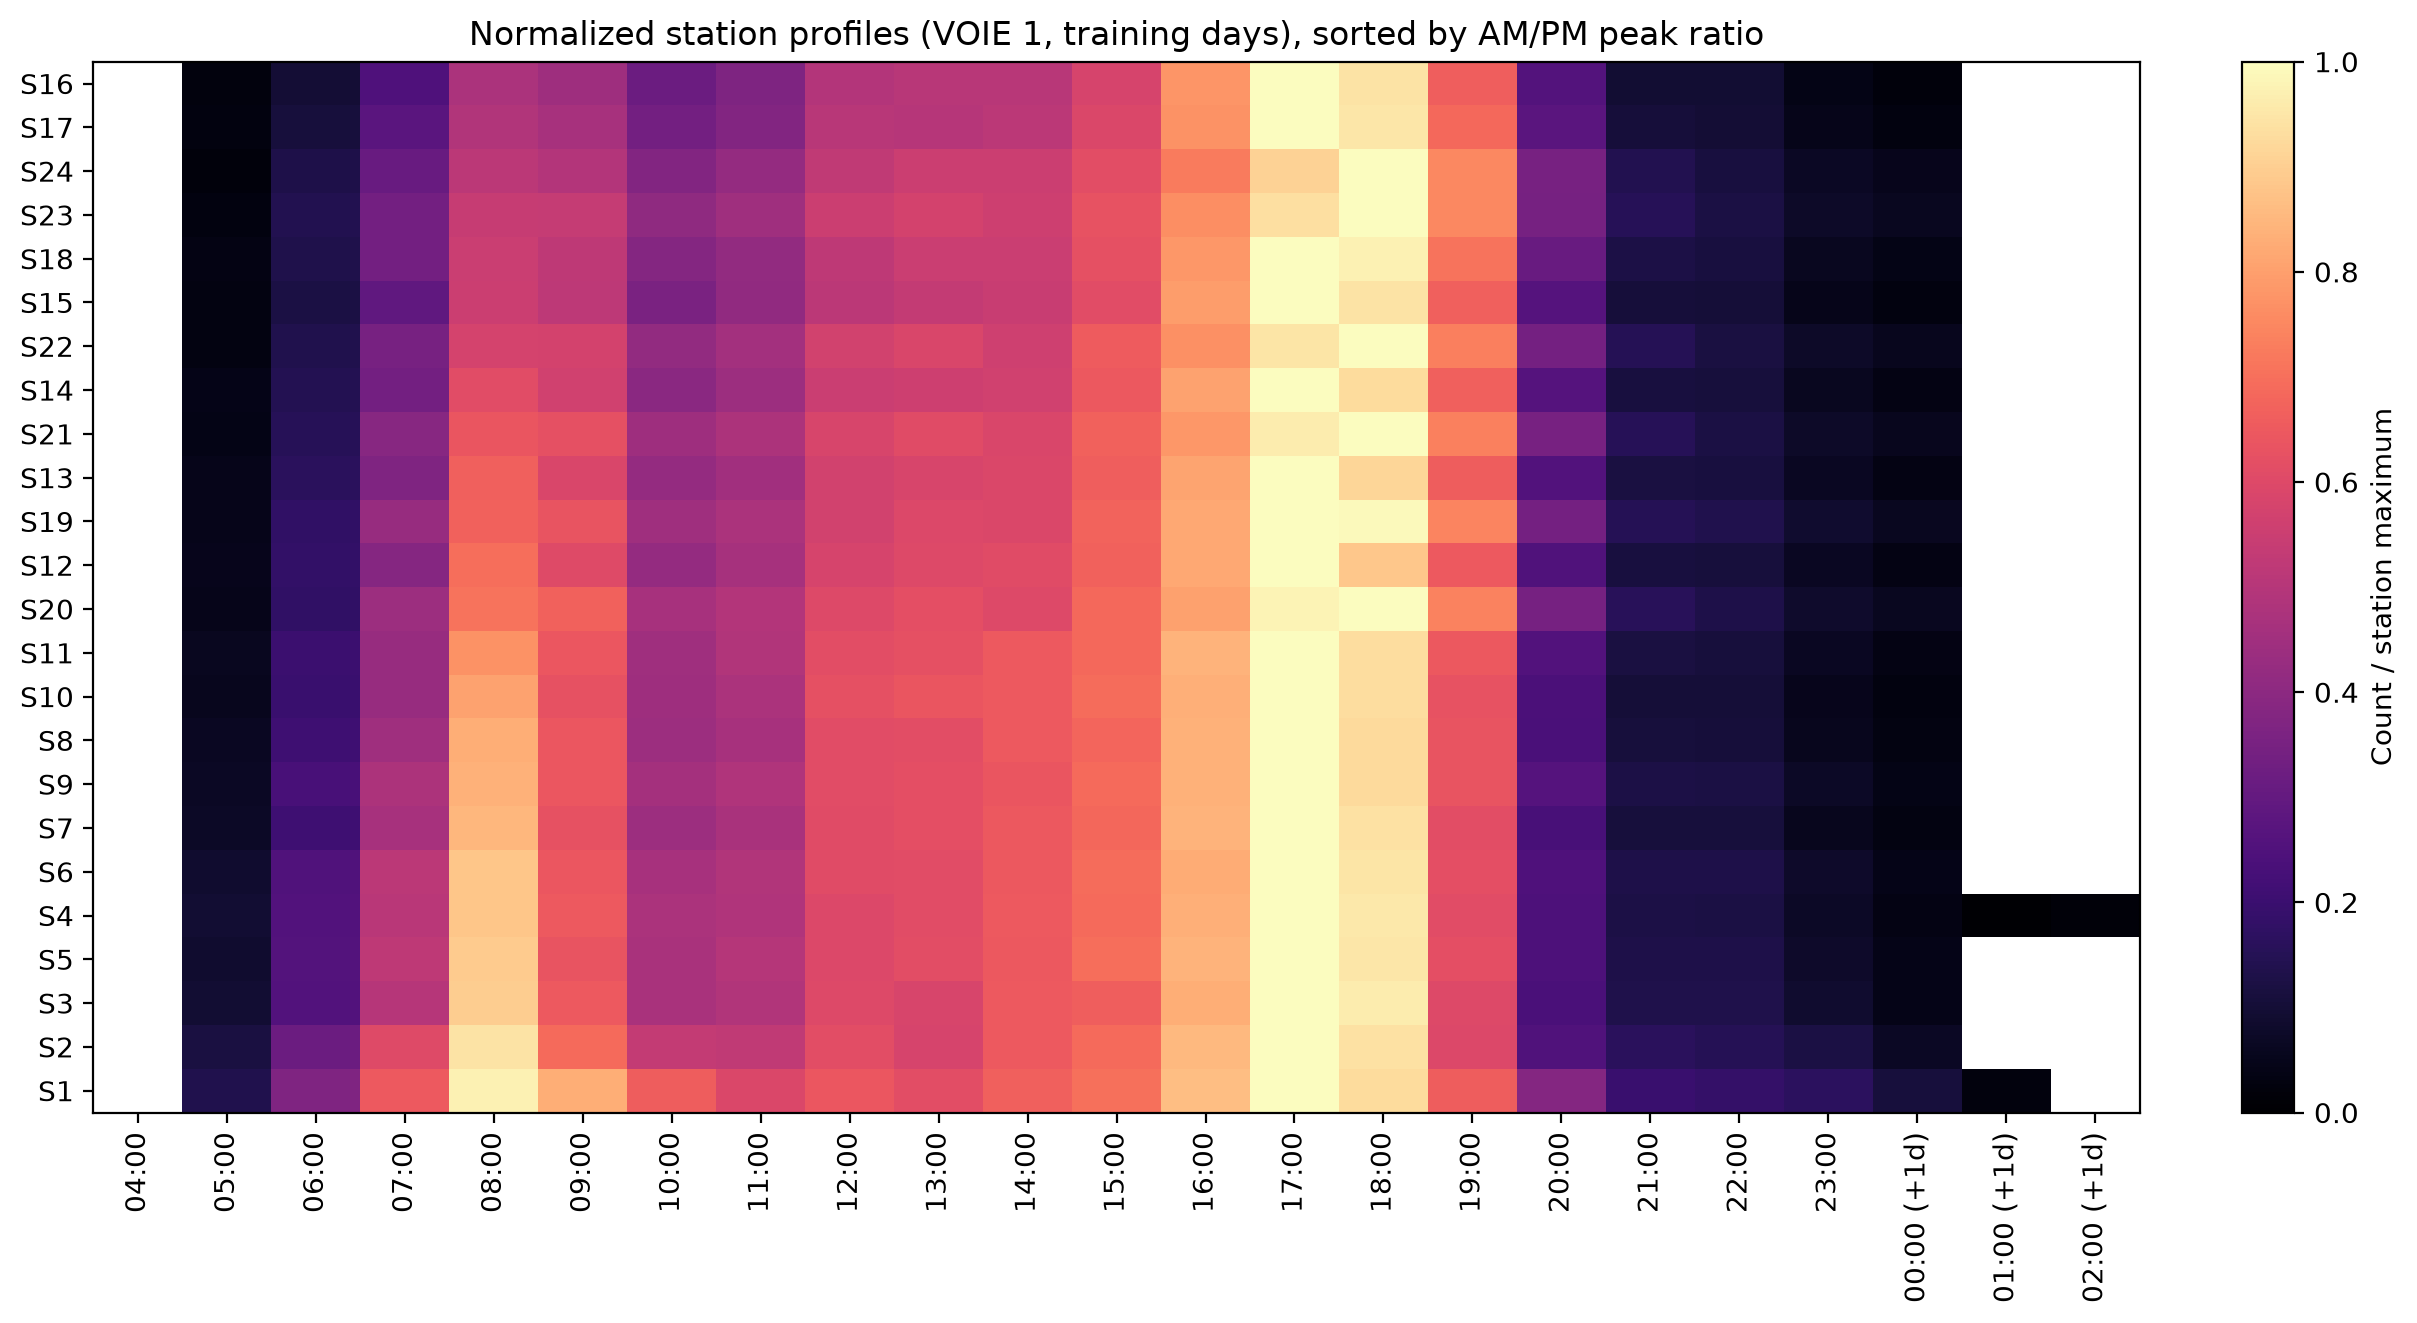 Normalized station profiles (VOIE 1, training days), sorted by AM/PM peak ratio
S16
S17
S24
S23
S18
S15
S22
S14
S21
S13
S19
S12
S20
S11
S10
S8
S9
S7
S6
S4
S5
S3
S2
S1
04:00
05:00
06:00
07:00
08:00
09:00
10:00
11:00
12:00
13:00
14:00
15:00
16:00
17:00
18:00
19:00
20:00
21:00
22:00
23:00
00:00 (+1d)
01:00 (+1d)
02:00 (+1d)
1.0
0.8
0.6
0.4
0.2
0.0
Count / station maximum